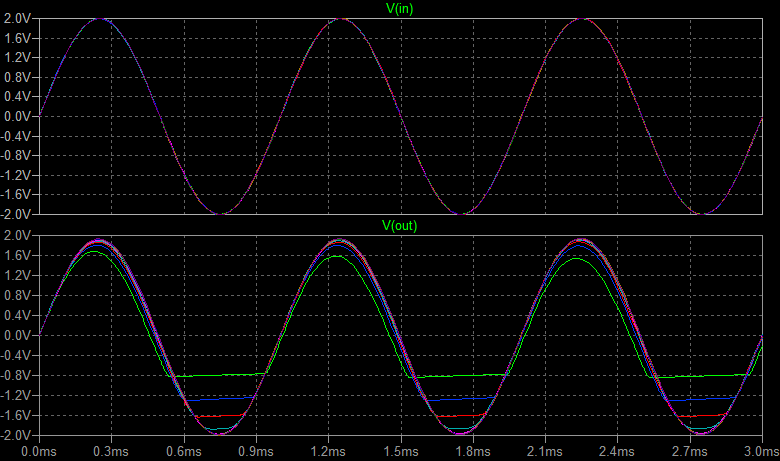 V(in)
2.0V
1.6V
1.2V
0.8V
0.4V
0.0V
-0.4V
-0.8V
-1.2V
-1.6V
-2.0V
V(out)
2.0V
1.6V
1.2V
0.8V
0.4V
0.0V
-0.4V
-0.8V
-1.2V
-1.6V
-2.0V
0.0ms 0.3ms 0.6ms 0.9ms 1.2ms 1.5ms 1.8ms 2.1ms 2.4ms 2.7ms 3.0ms